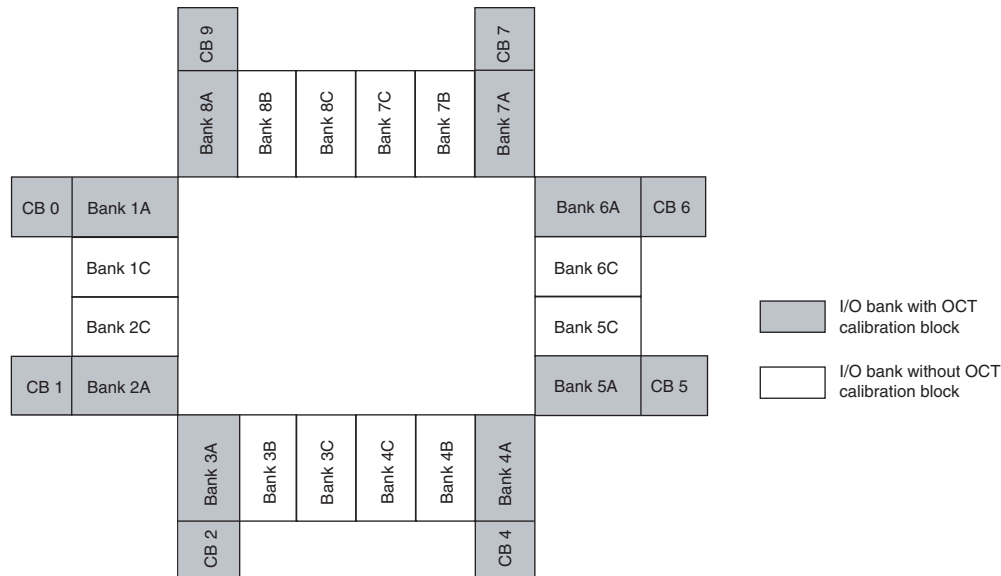 CB 9
CB 7
Bank 8A
Bank 8B
Bank 8C
Bank 7C
Bank 7B
Bank 7A
CB 0
Bank 1A
Bank 6A
CB 6
Bank 1C
Bank 6C
Bank 2C
Bank 5C
CB 1
Bank 2A
Bank 5A
CB 5
I/O bank with OCT
calibration block
I/O bank without OCT
calibration block
Bank 3A
Bank 3B
Bank 3C
Bank 4C
Bank 4B
Bank 4A
CB 2
CB 4